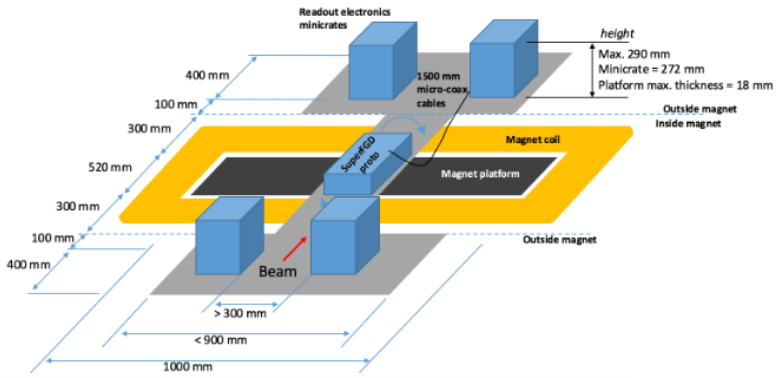 Readout electronics
minicrates
height
Max. 290 mm
Minicrate = 272 mm
Platform max. thickness = 18 mm
400 mm
1500 mm
micro-coax
cables
100 mm
Outside magnet
Inside magnet
300 mm
Magnet coil
SuperFGD
proto
520 mm
Magnet platform
300 mm
100 mm
Outside magnet
400 mm
Beam
> 300 mm
< 900 mm
1000 mm